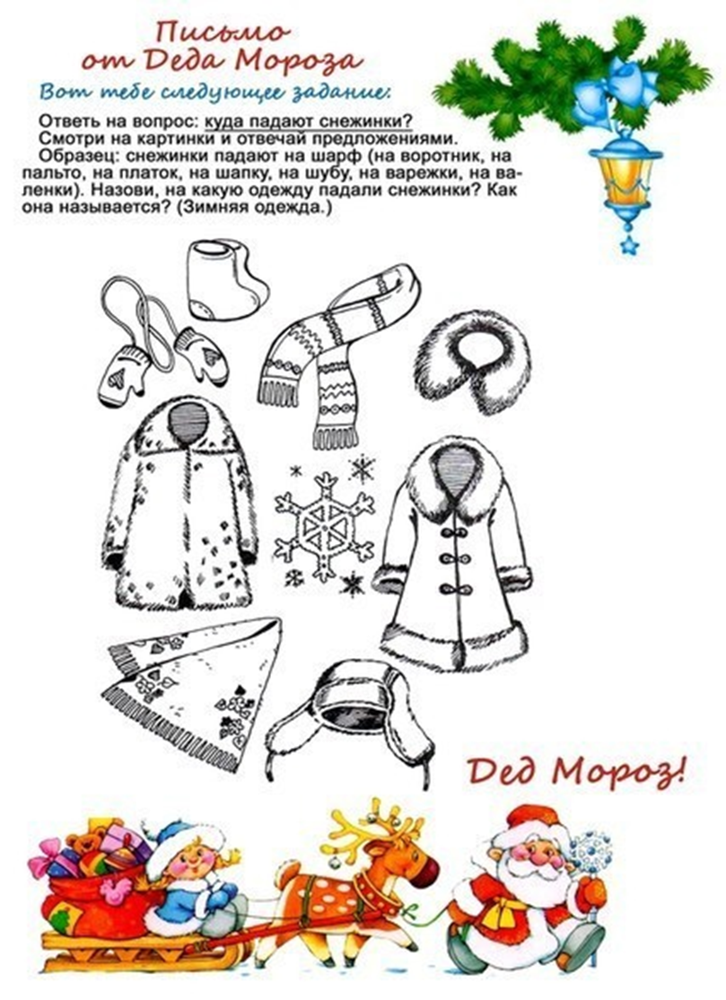 Письмо
от Деда Мороза
Вот тебе следующее задание:
Ответь на вопрос: куда падают снежинки?
Смотри на картинки и отвечай предложениями.
Образец: снежинки падают на шарф (на воротник, на
пальто, на платок, на шапку, на шубу, на варежки, на ва-
ленки). Назови, на какую одежду падали снежинки? Как
она называется? (Зимняя одежда.)
Дед Мороз!